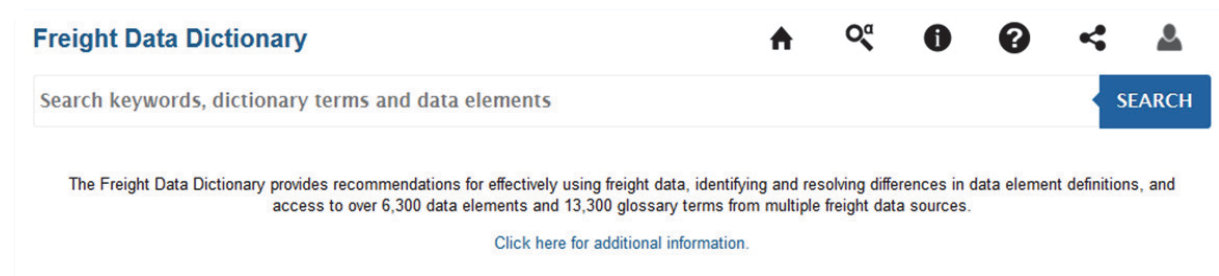 Freight Data Dictionary
Search keywords, dictionary terms and data elements
SEARCH
The Freight Data Dictionary provides recommendations for effectively using freight data, identifying and resolving differences in data element definitions, and
access to over 6,300 data elements and 13,300 glossary terms from multiple freight data sources.
Click here for additional information.